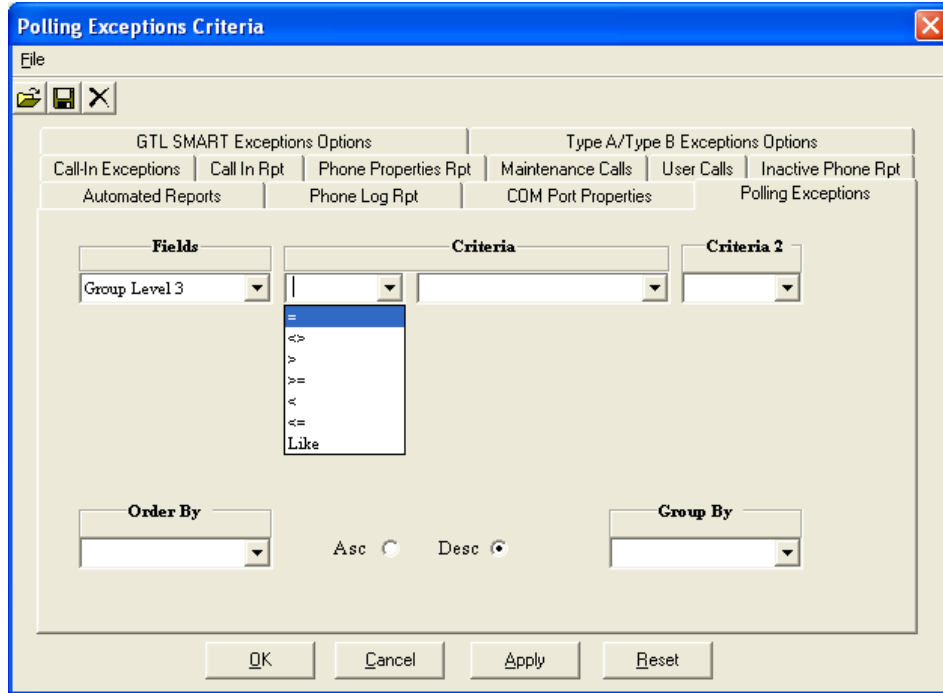 Polling Exceptions Criteria
File
GTL SMART Exceptions Options Type A/Type B Exceptions Options
Call-In Exceptions Call In Rpt Phone Properties Rpt Maintenance Calls User Calls Inactive Phone Rpt
Automated Reports Phone Log Rpt COM Port Properties Polling Exceptions
Fields Criteria Criteria 2
Group Level 3
=
<>
>
>=
<
<=
Like
Order By Group By
Asc Desc
OK Cancel Apply Reset